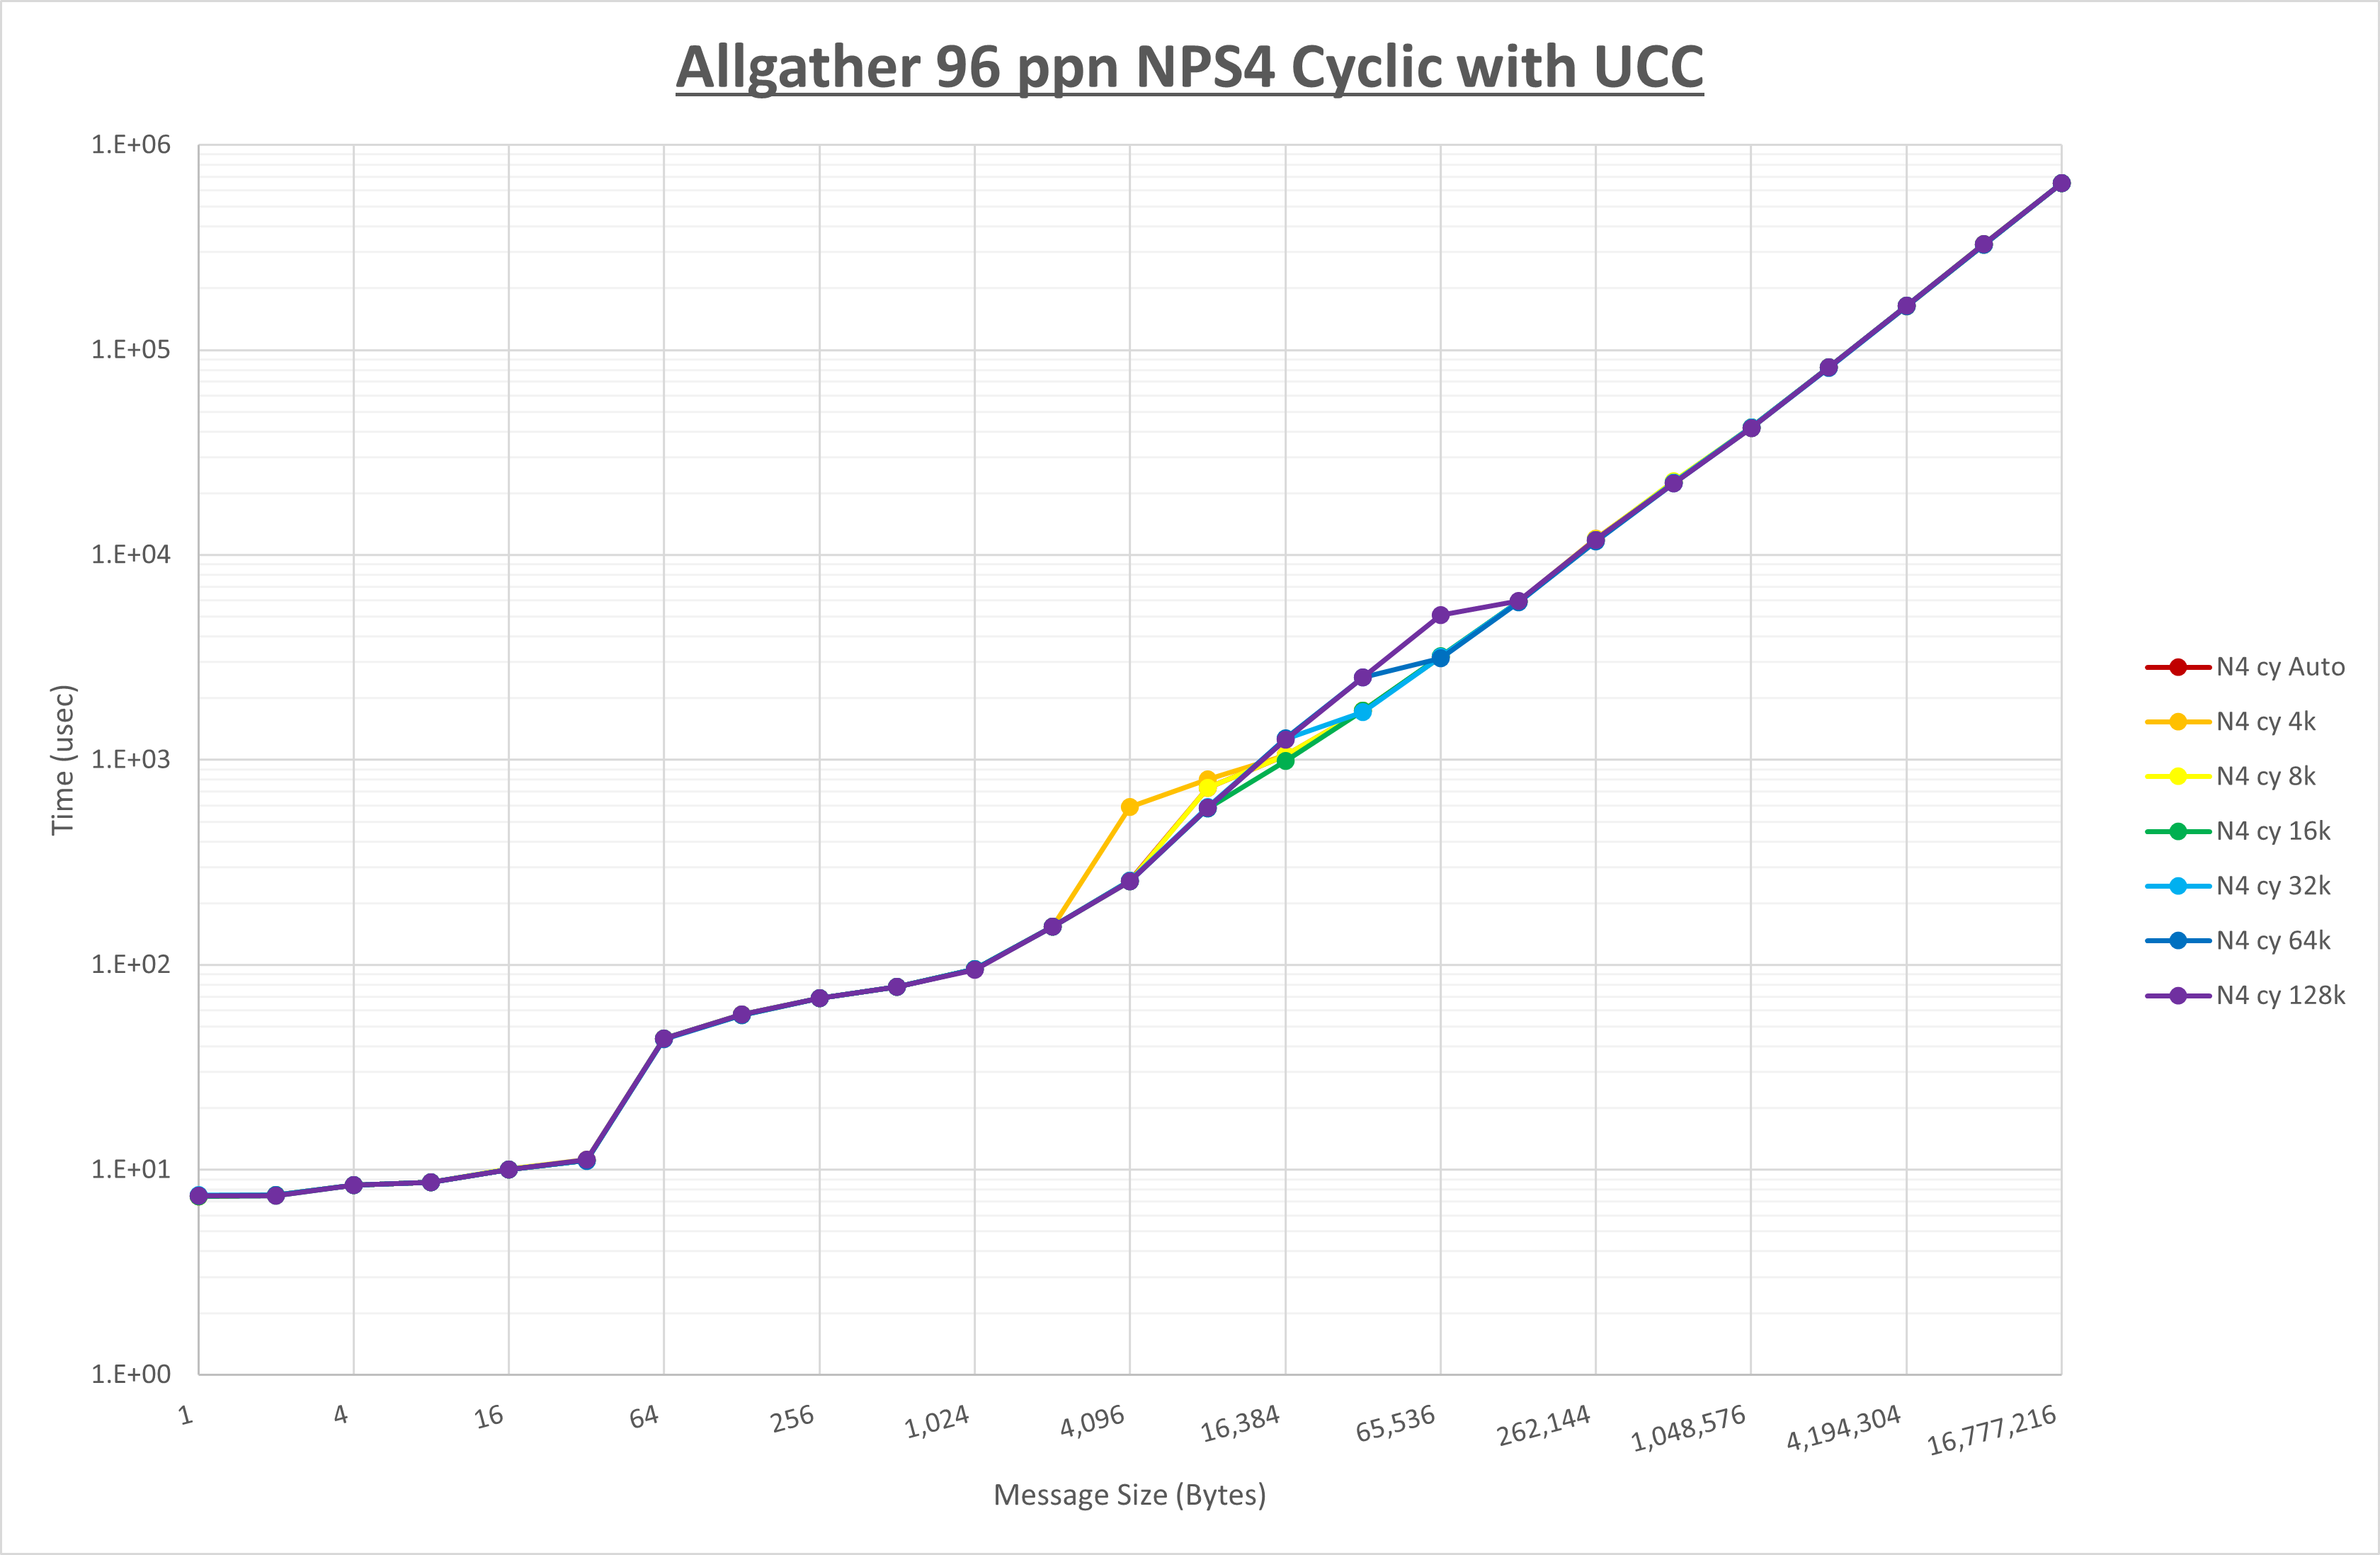 Allgather 96 ppn NPS4 Cyclic with UCC
1.E+06
1.E+05
1.E+04
1.E+03
1.E+02
1.E+01
1.E+00
Time (usec)
1
4
16
64
256
1,024
4,096
16,384
65,536
262,144
1,048,576
4,194,304
16,777,216
Message Size (Bytes)
N4 cy Auto
N4 cy 4k
N4 cy 8k
N4 cy 16k
N4 cy 32k
N4 cy 64k
N4 cy 128k